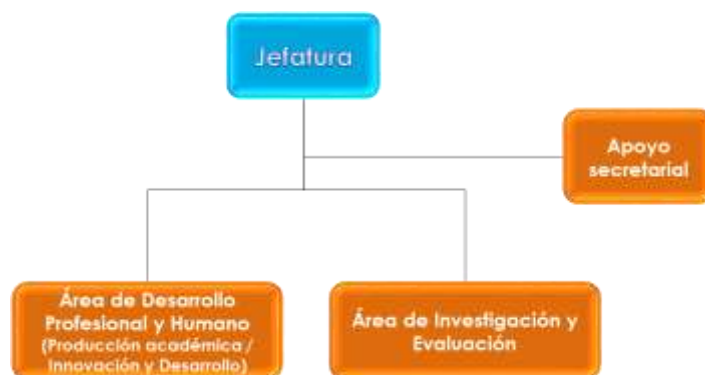 Jefatura
Apoyo
secretarial
Área de Desarrollo
Profesional y Humano
(Producción académica /
Innovación y Desarrollo)
Área de Investigación y
Evaluación